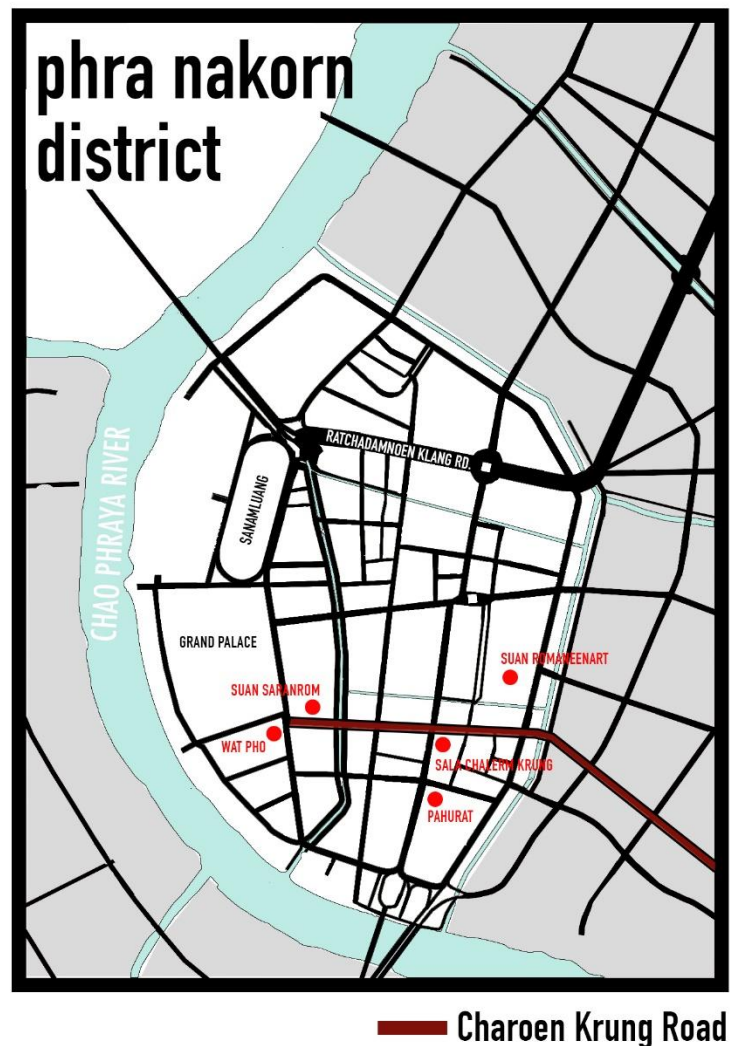 phra nakorn
district
RATCHADAMNOEN KLANG RD.
SANAMLUANG
CHAO PHRAYA RIVER
GRAND PALACE
SUAN ROMANEENART
SUAN SARANROM
WAT PHO
SALA CHALERM KRUNG
PAHURAT
Charoen Krung Road